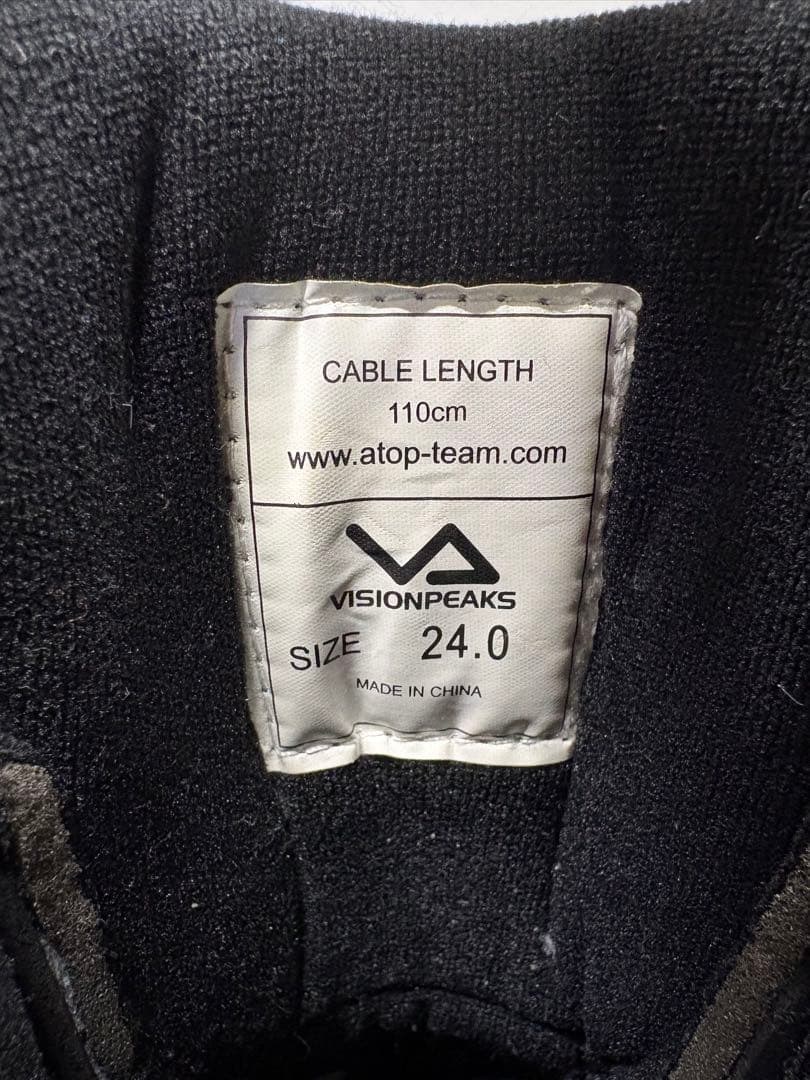 CABLE LENGTH
110cm
www.atop-team.com
VISIONPEAKS
SIZE 24.0
MADE IN CHINA